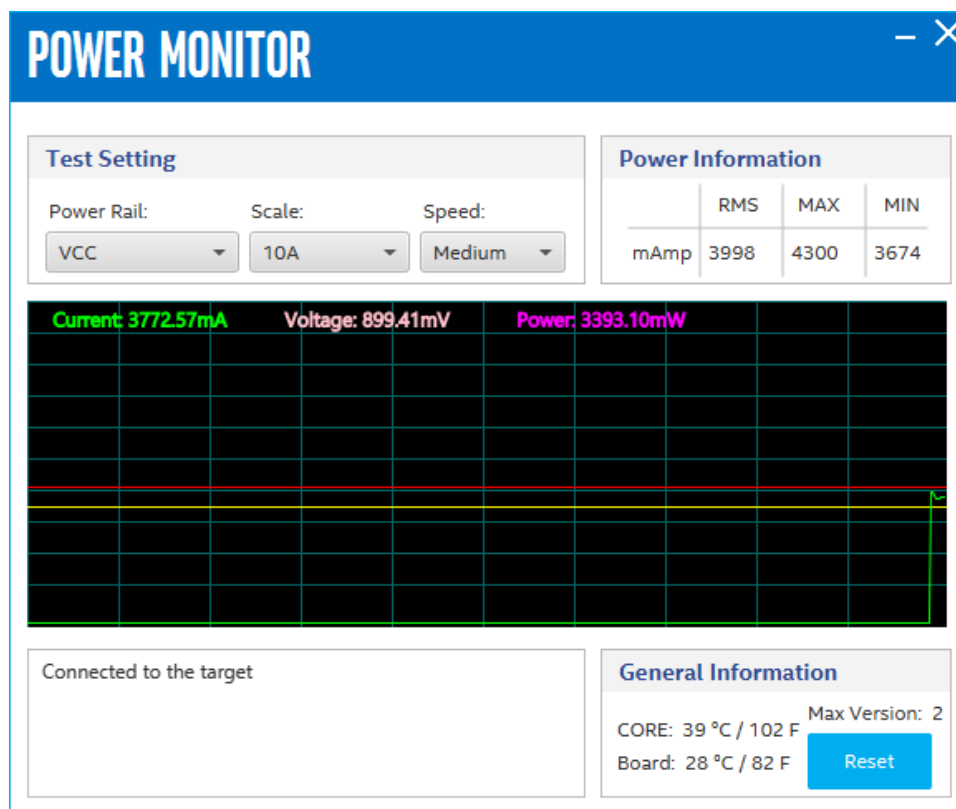 POWER MONITOR
Test Setting
Power Rail: Scale: Speed:
VCC 10A Medium
Power Information
RMS MAX MIN
mAmp 3998 4300 3674
Current: 3772.57mA Voltage: 899.41mV Power: 3393.10mW
Connected to the target
General Information
Max Version: 2
CORE: 39 ºC / 102 F
Board: 28 ºC / 82 F
Reset